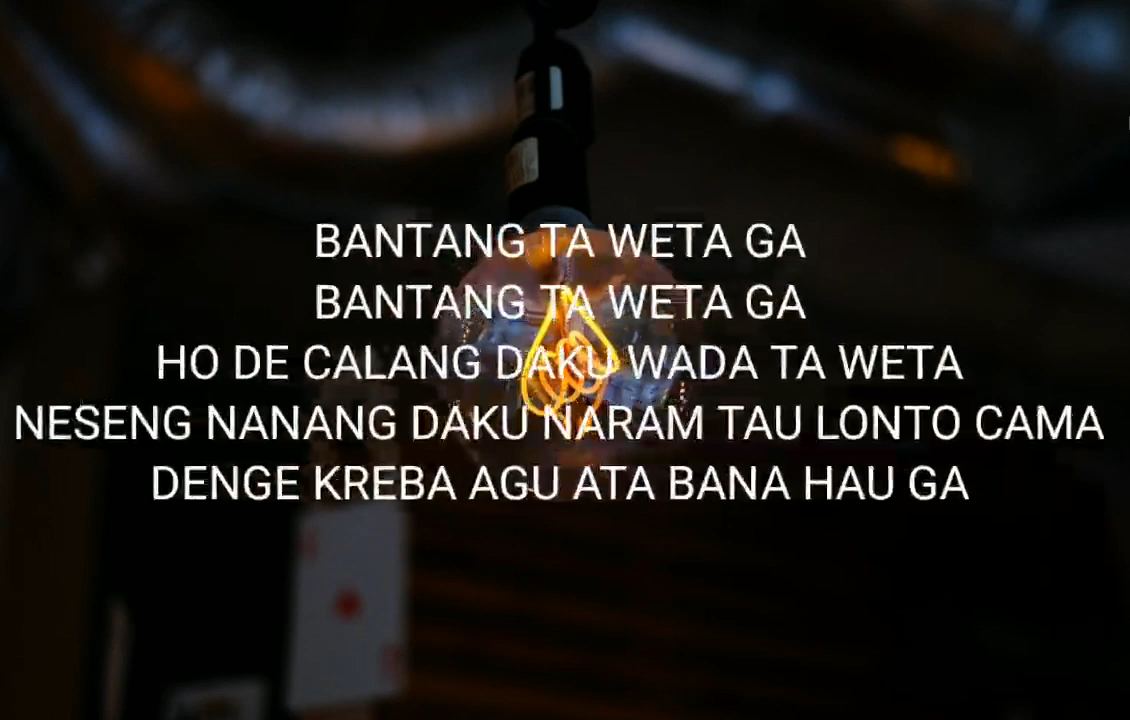 BANTANG TA WETA GA
BANTANG TA WETA GA
HO DE CALANG DAKU WADA TA WETA
NESENG NANANG DAKU NARAM TAU LONTO CAMA
DENGE KREBA AGU ATA BANA HAU GA